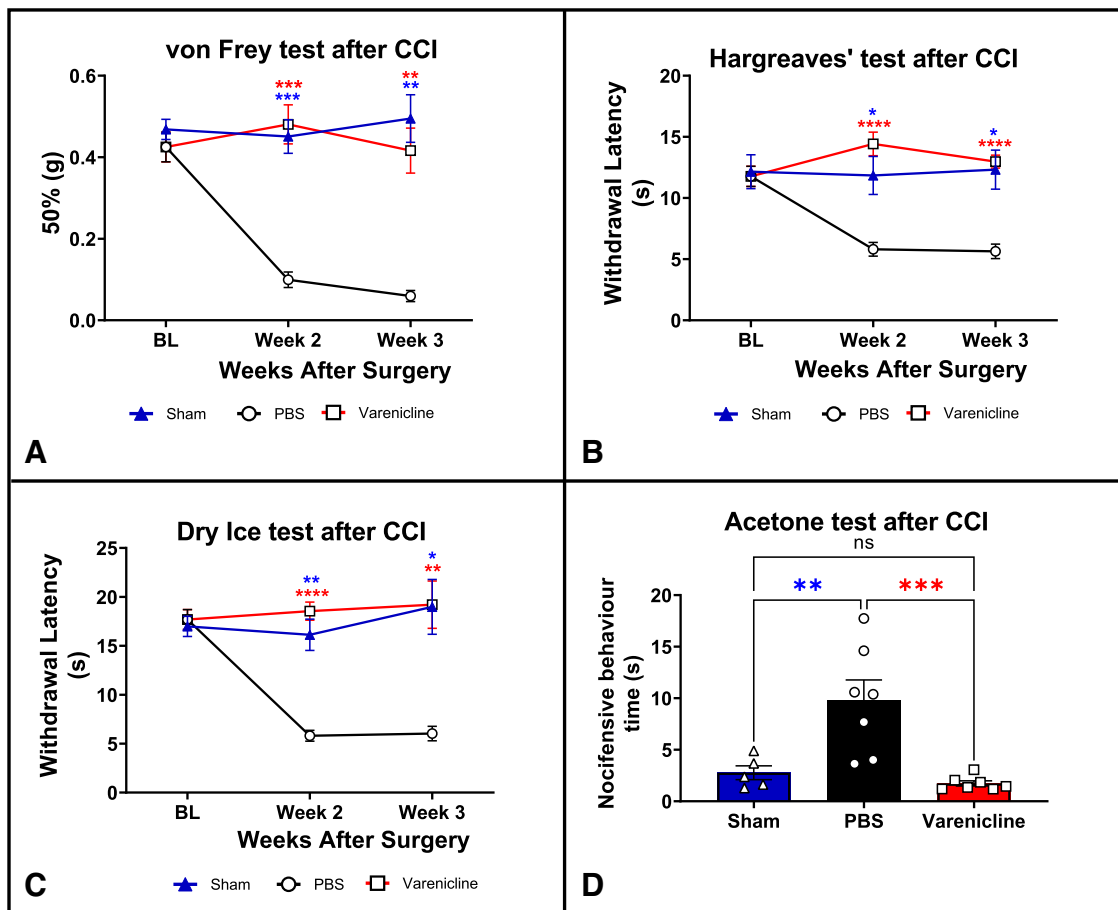 von Frey test after CCI
0.6
0.4
0.2
0.0
50% (g)
***
***
**
**
BL
Week 2
Week 3
Weeks After Surgery
Sham
PBS
Varenicline
A
Hargreaves' test after CCI
20
15
10
5
0
Withdrawal Latency
(s)
*
****
*
****
BL
Week 2
Week 3
Weeks After Surgery
Sham
PBS
Varenicline
B
Dry Ice test after CCI
25
20
15
10
5
0
Withdrawal Latency
(s)
**
****
*
**
BL
Week 2
Week 3
Weeks After Surgery
Sham
PBS
Varenicline
C
Acetone test after CCI
ns
**
***
20
15
10
5
0
Nocifensive behaviour
time (s)
Sham
PBS
Varenicline
D